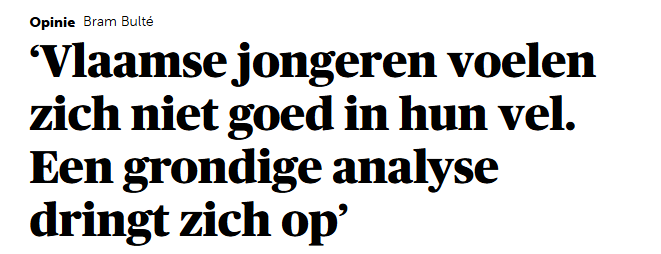 Opinie Bram Bulté
‘Vlaamse jongeren voelen
zich niet goed in hun vel.
Een grondige analyse
dringt zich op’